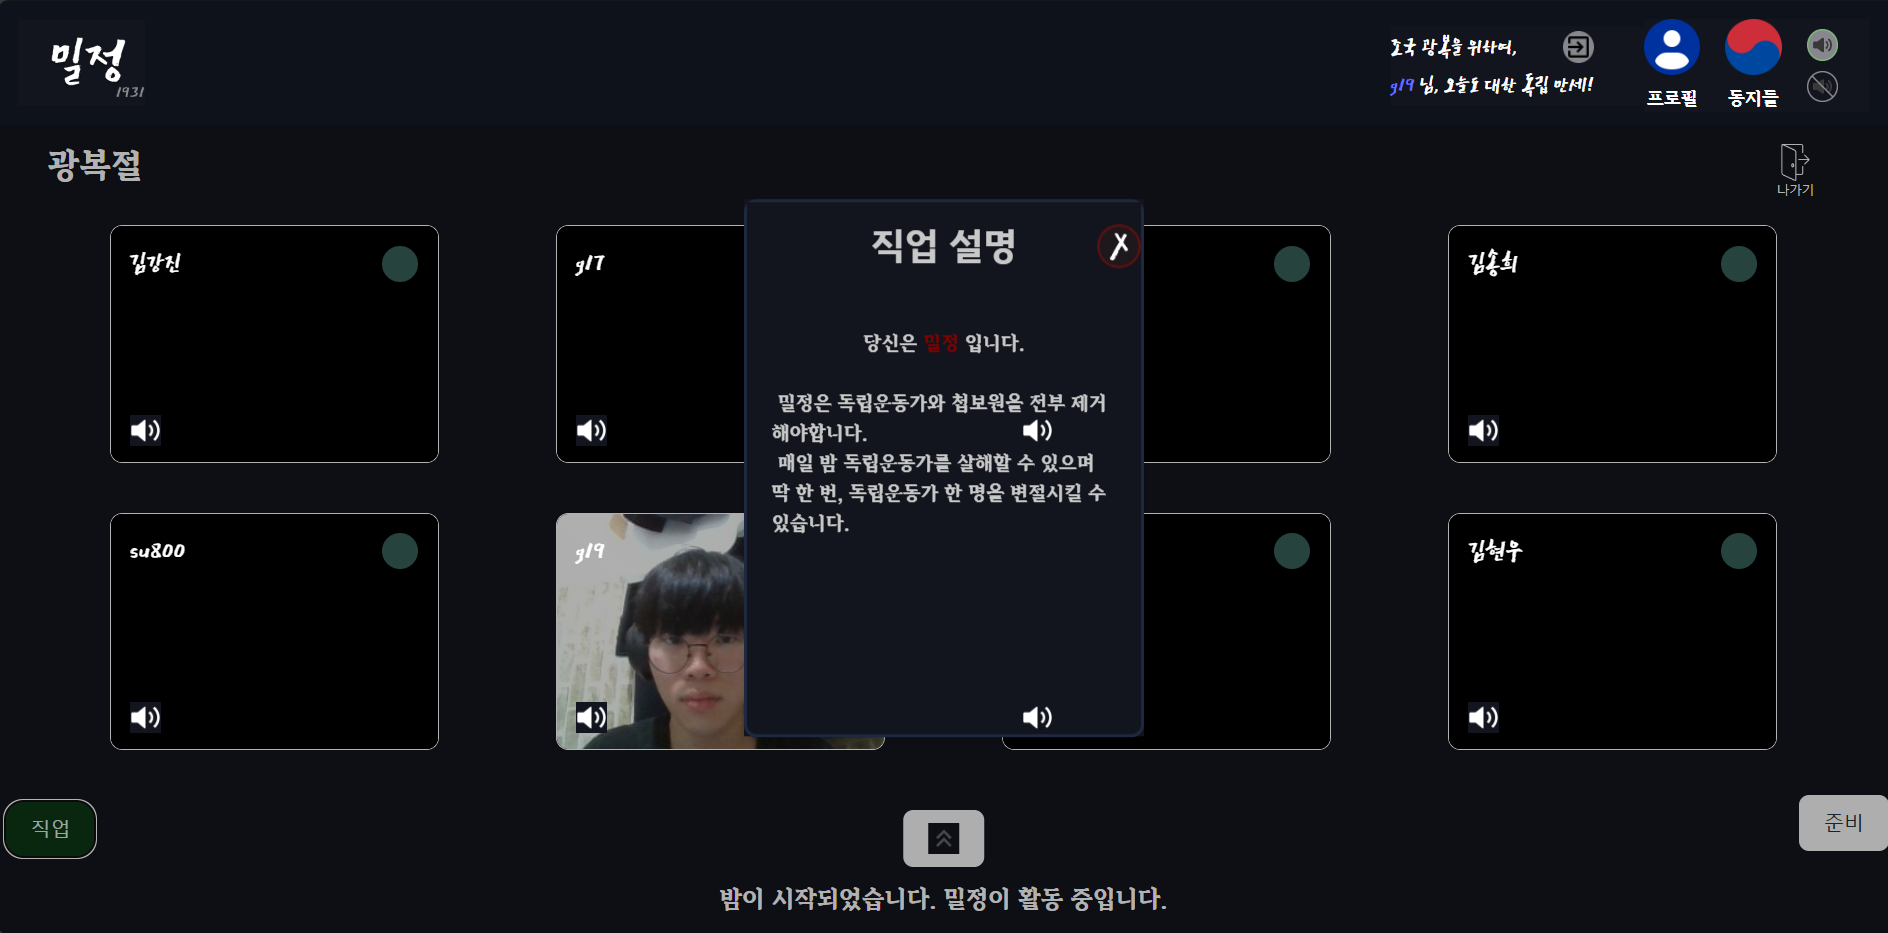 밀정
1931
조국 광복을 위하여,
g19 님, 오늘도 대한 독립 만세!
프로필
동지들
광복절
나가기
김강진
g17
김송희
직업 설명
X
당신은 밀정 입니다.
밀정은 독립운동가와 첩보원을 전부 제거
해야합니다.
매일 밤 독립운동가를 살해할 수 있으며
딱 한 번, 독립운동가 한 명을 변절시킬 수
있습니다.
su800
g19
김현우
직업
준비
밤이 시작되었습니다. 밀정이 활동 중입니다.